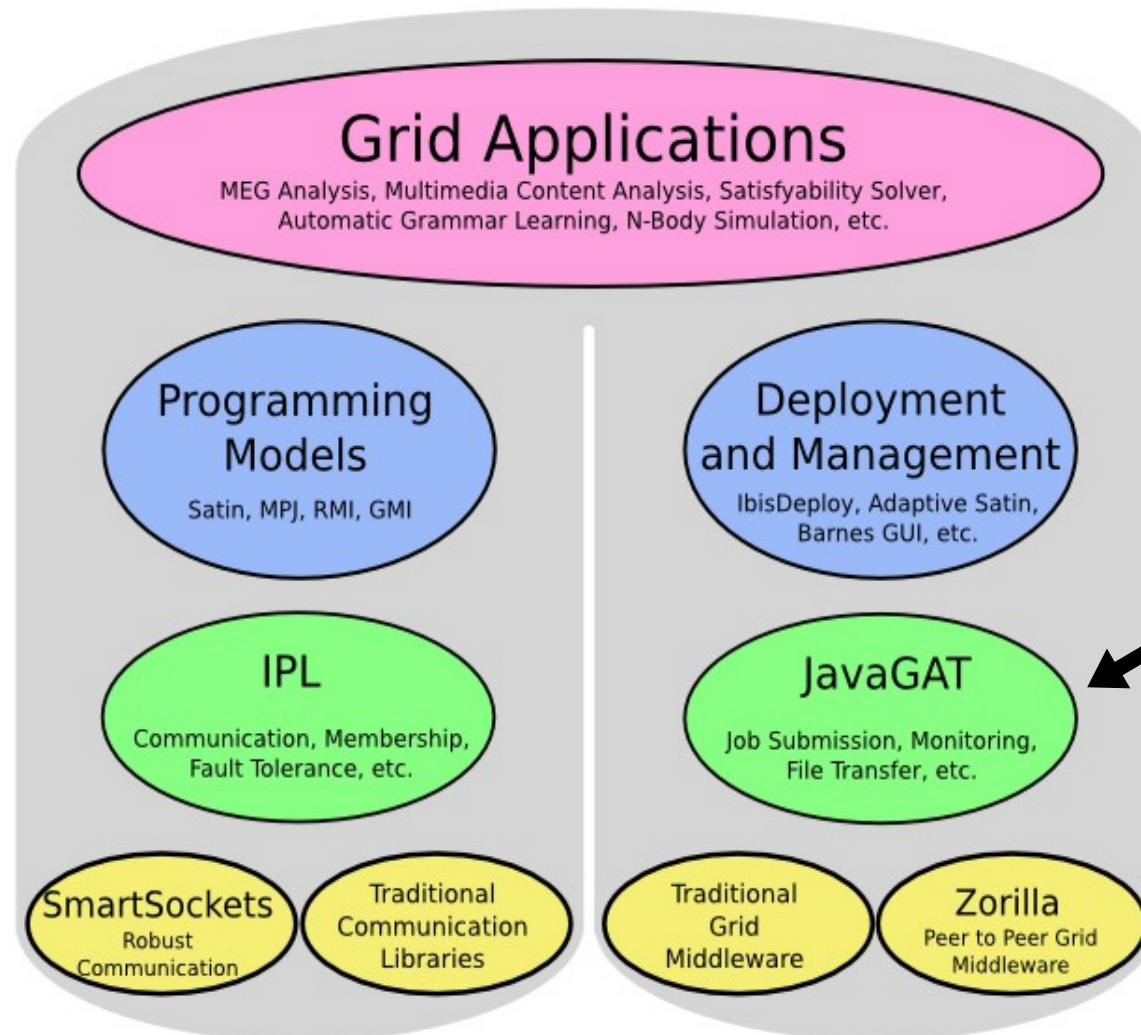 Grid Applications
MEG Analysis, Multimedia Content Analysis, Satisfyability Solver,
Automatic Grammar Learning, N-Body Simulation, etc.
Programming
Models
Satin, MPJ, RMI, GMI
Deployment
and Management
IbisDeploy, Adaptive Satin,
Barnes GUI, etc.
IPL
Communication, Membership,
Fault Tolerance, etc.
JavaGAT
Job Submission, Monitoring,
File Transfer, etc.
SmartSockets
Robust
Communication
Traditional
Communication
Libraries
Traditional
Grid
Middleware
Zorilla
Peer to Peer Grid
Middleware